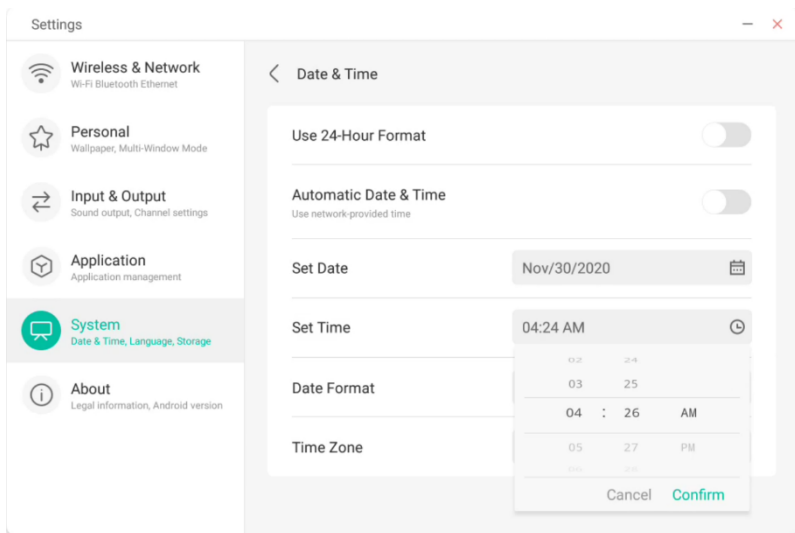 Settings
Wireless & Network
Wi-Fi Bluetooth Ethernet
Personal
Wallpaper, Multi-Window Mode
Input & Output
Sound output, Channel settings
Application
Application management
System
Date & Time, Language, Storage
About
Legal information, Android version
Date & Time
Use 24-Hour Format
Automatic Date & Time
Use network-provided time
Set Date
Nov/30/2020
Set Time
04:24 AM
02 24
03 25
04 : 26 AM
05 27 PM
06 28
Date Format
Time Zone
Cancel Confirm